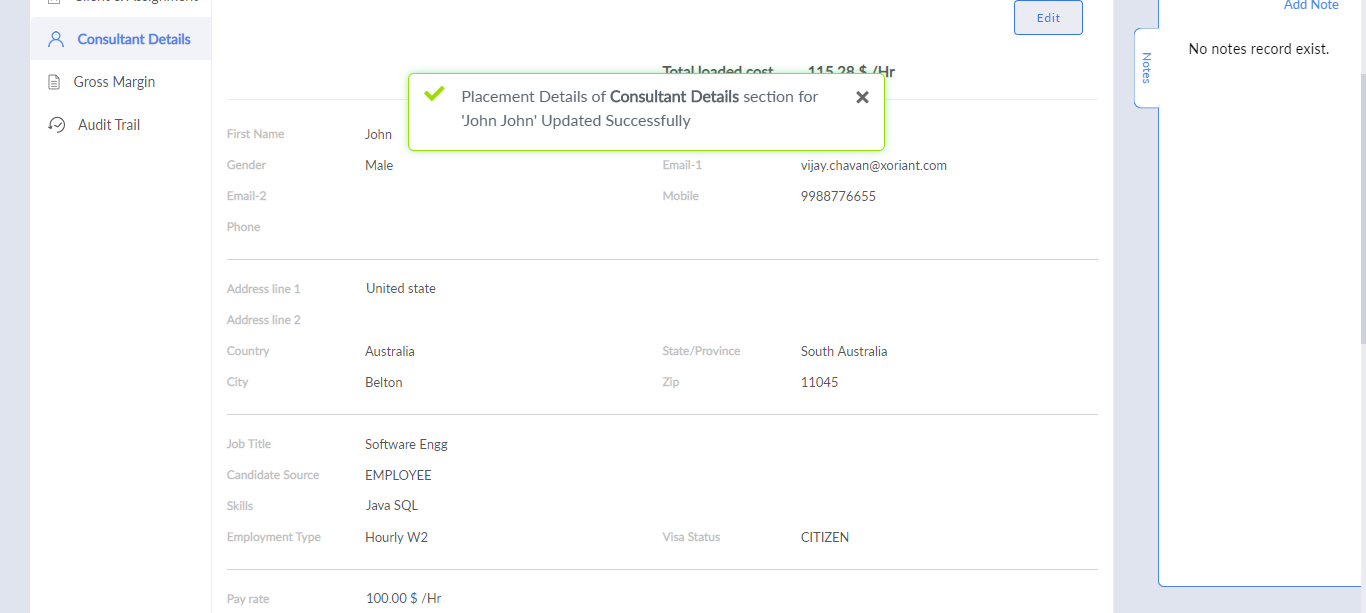 Client & Assignment
Consultant Details
Gross Margin
Audit Trail
Edit
Total loaded cost 115.28 $ /Hr
Placement Details of Consultant Details section for
'John John' Updated Successfully
First Name John
Gender Male Email-1 vijay.chavan@xoriant.com
Email-2 Mobile 9988776655
Phone
Address line 1 United state
Address line 2
Country Australia State/Province South Australia
City Belton Zip 11045
Job Title Software Engg
Candidate Source EMPLOYEE
Skills Java SQL
Employment Type Hourly W2 Visa Status CITIZEN
Pay rate 100.00 $ /Hr
Add Note
Notes
No notes record exist.